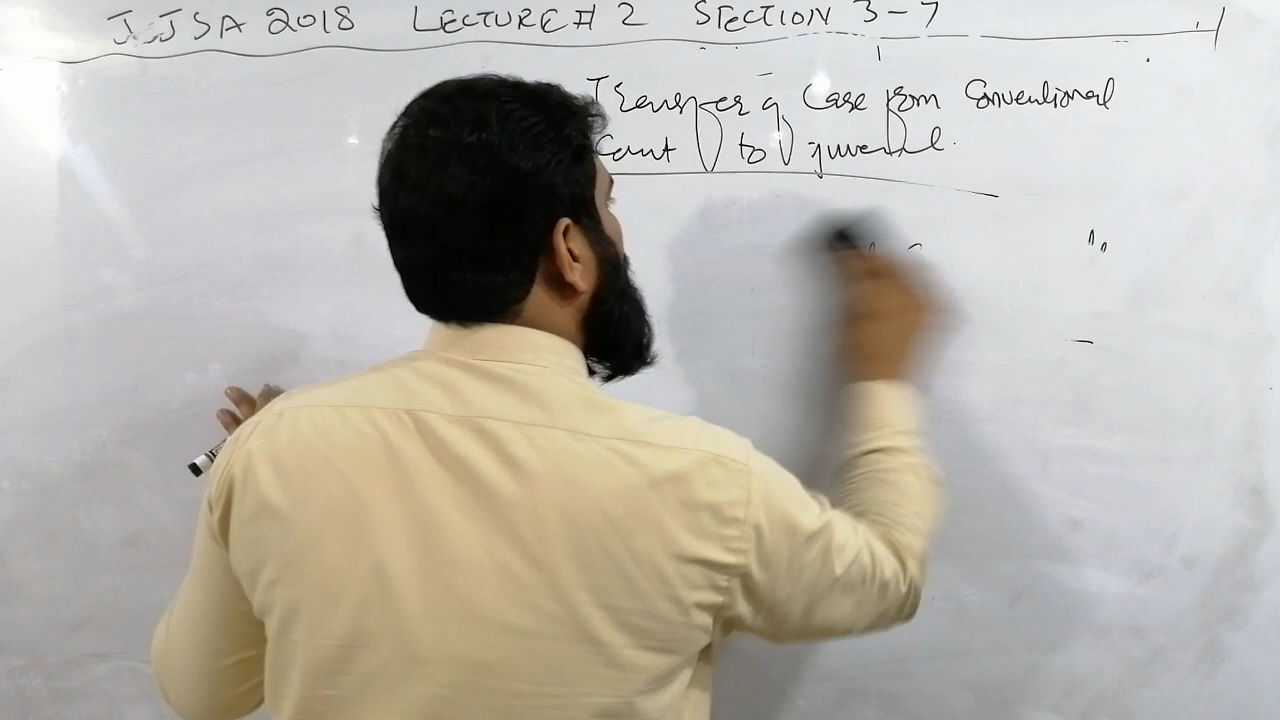 JJSA 2018 LECTURE # 2 SECTION 3-7
Transfer of Case from Conventional
Court to juvenile.